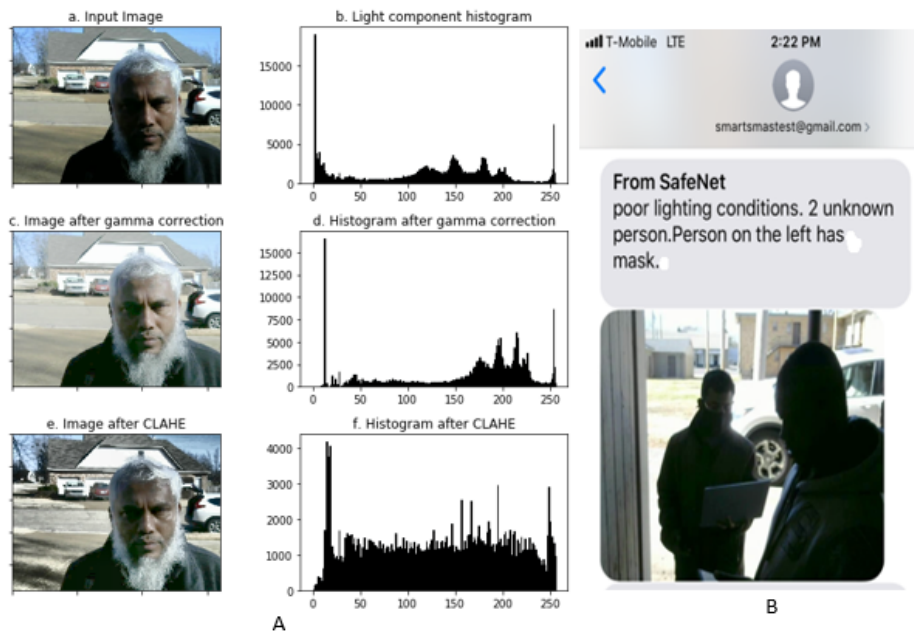 a. Input Image
b. Light component histogram
15000
10000
5000
0
0 50 100 150 200 250
c. Image after gamma correction
d. Histogram after gamma correction
15000
12500
10000
7500
5000
2500
0
0 50 100 150 200 250
e. Image after CLAHE
f. Histogram after CLAHE
4000
3000
2000
1000
0
0 50 100 150 200 250
A
T-Mobile LTE 2:22 PM
smartsmastest@gmail.com
From SafeNet
poor lighting conditions. 2 unknown
person.Person on the left has
mask.
B